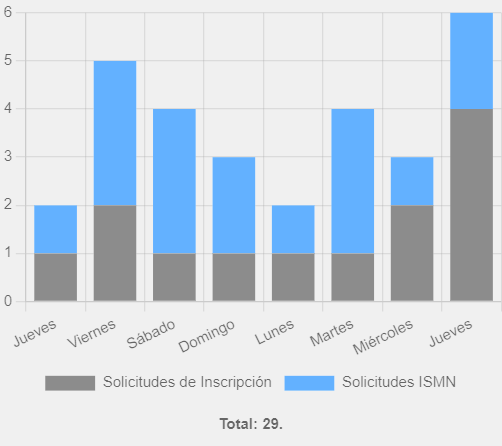 6
5
4
3
2
1
0
Jueves Viernes Sábado Domingo Lunes Martes Miércoles Jueves
Solicitudes de Inscripción Solicitudes ISMN
Total: 29.